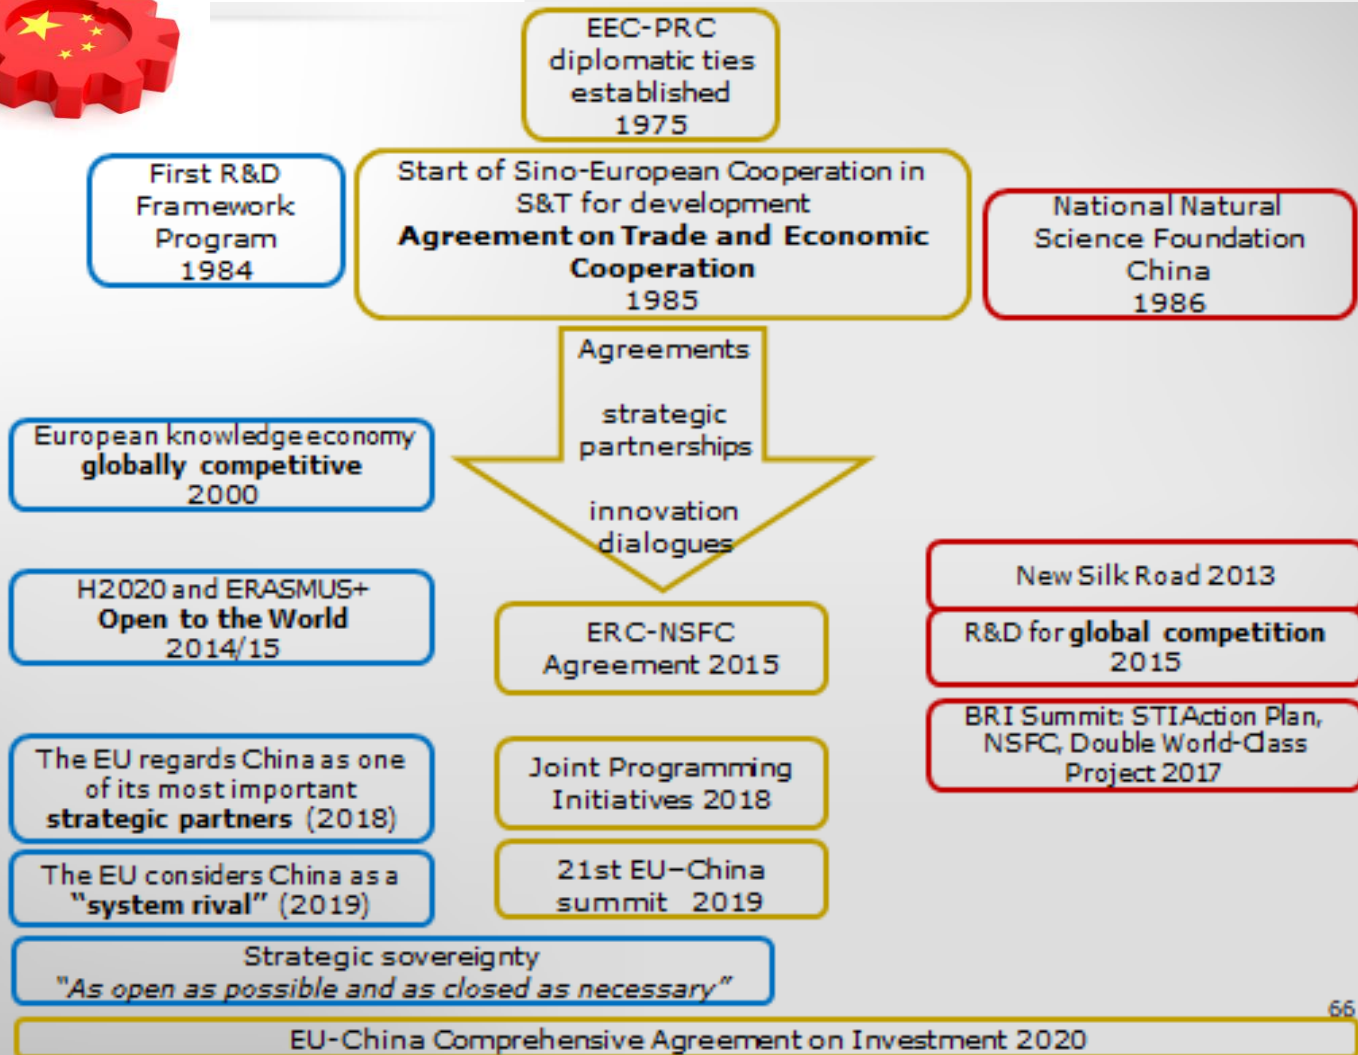 EEC-PRC
diplomatic ties
established
1975
First R&D
Framework
Program
1984
Start of Sino-European Cooperation in
S&T for development
Agreement on Trade and Economic
Cooperation
1985
National Natural
Science Foundation
China
1986
Agreements
strategic
partnerships
innovation
dialogues
European knowledge economy
globally competitive
2000
H2020 and ERASMUS+
Open to the World
2014/15
ERC-NSFC
Agreement 2015
New Silk Road 2013
R&D for global competition
2015
BRI Summit: STI Action Plan,
NSFC, Double World-Class
Project 2017
The EU regards China as one
of its most important
strategic partners (2018)
Joint Programming
Initiatives 2018
The EU considers China as a
“system rival” (2019)
21st EU–China
summit 2019
Strategic sovereignty
“As open as possible and as closed as necessary”
66
EU-China Comprehensive Agreement on Investment 2020